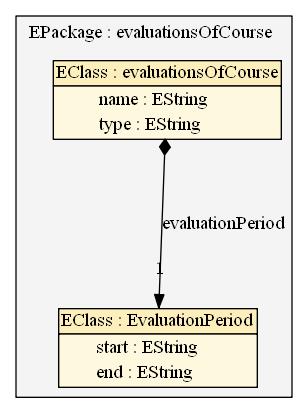 EPackage : evaluationsOfCourse
EClass : evaluationsOfCourse
name : EString
type : EString
evaluationPeriod
1
EClass : EvaluationPeriod
start : EString
end : EString